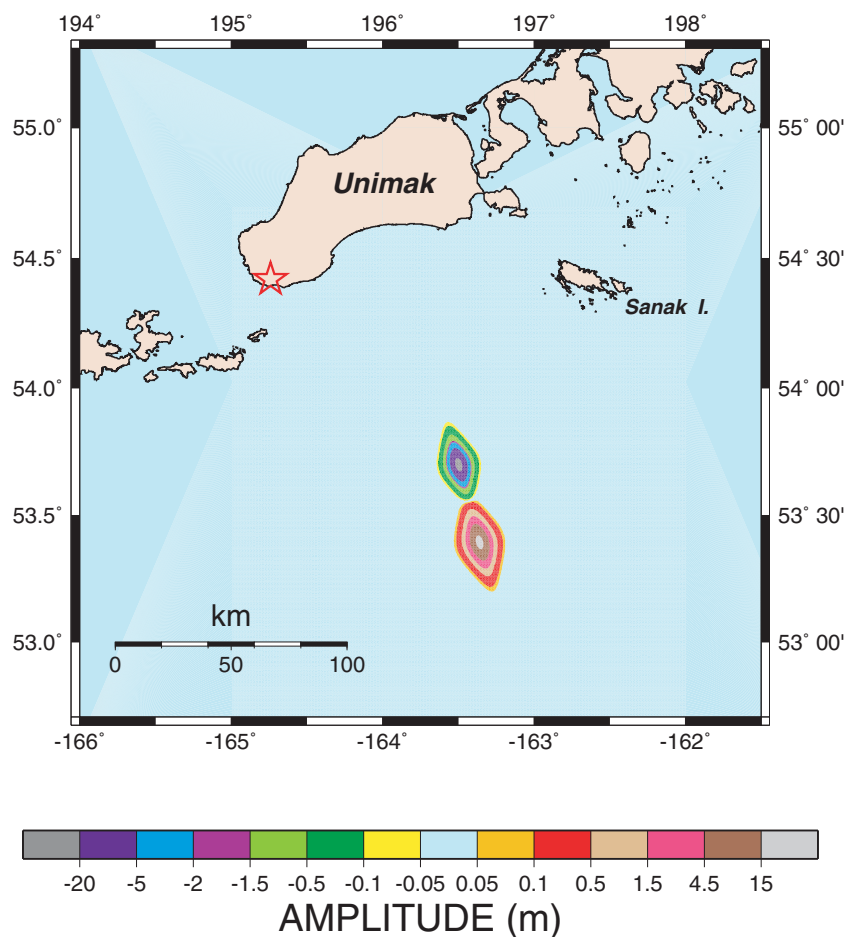 194 195 196 197 198
55.0˚ 55 00'
Unimak
54.5˚ 54 30'
Sanak I.
54.0˚ 54 00'
53.5˚ 53 30'
km
53.0˚ 53 00'
0 50 100
-166˚ -165˚ -164˚ -163˚ -162˚
-20 -5 -2 -1.5 -0.5 -0.1 -0.05 0.05 0.1 0.5 1.5 4.5 15
AMPLITUDE (m)